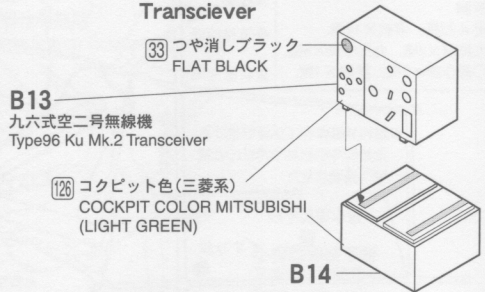 Transciever
33 つや消しブラック
FLAT BLACK
B13
九六式空二号無線機
Type96 Ku Mk.2 Transceiver
126 コクピット色(三菱系)
COCKPIT COLOR MITSUBISHI
(LIGHT GREEN)
B14